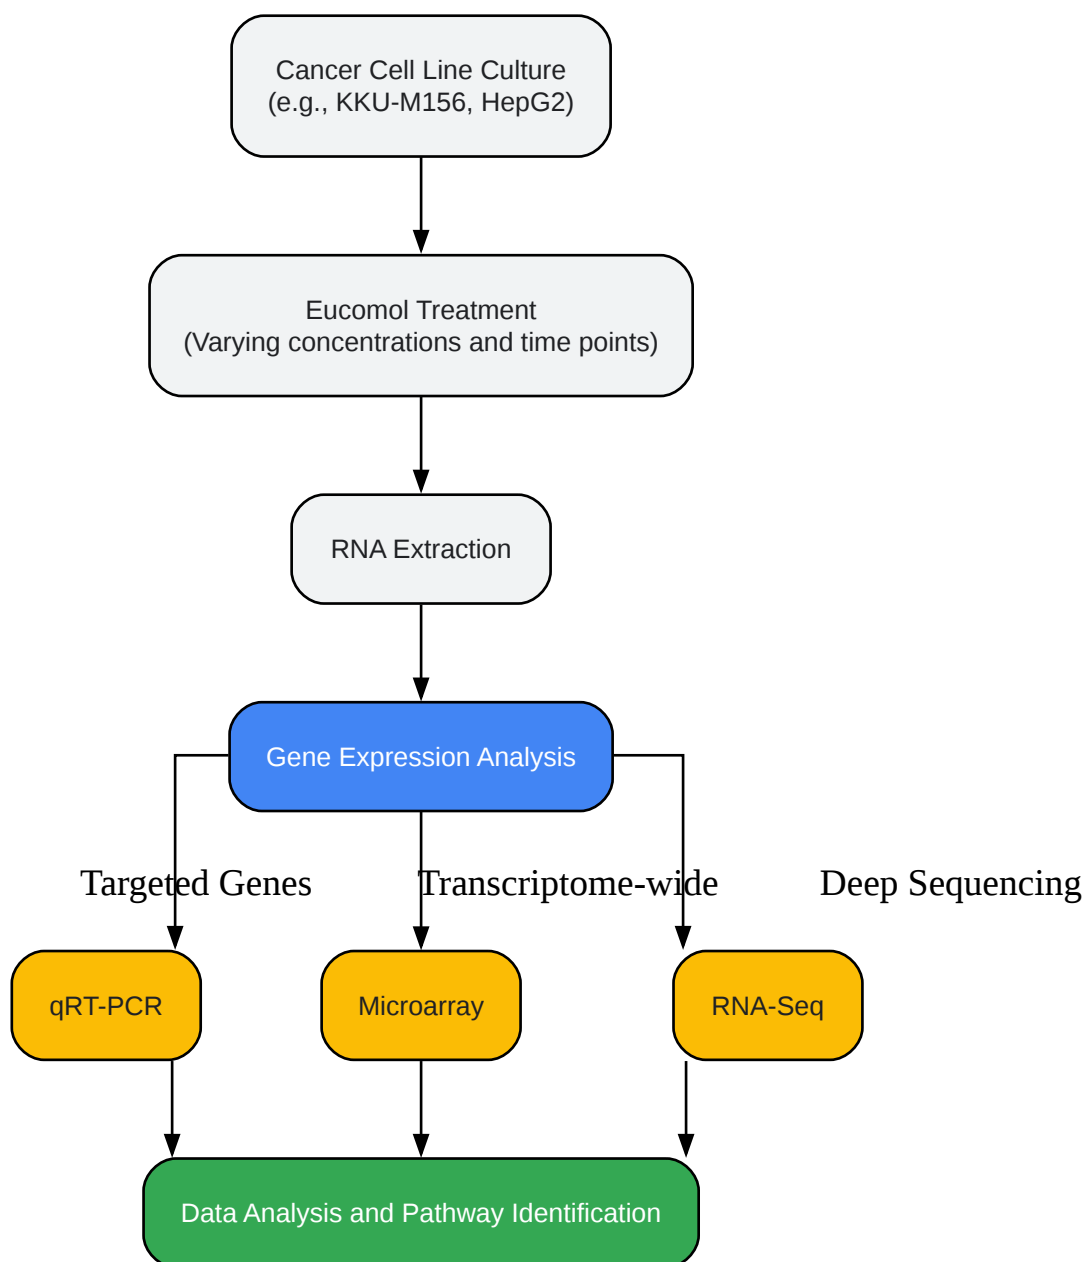 Cancer Cell Line Culture
(e.g., KKU-M156, HepG2)
Eucomol Treatment
(Varying concentrations and time points)
RNA Extraction
Gene Expression Analysis
Targeted Genes
Transcriptome-wide
Deep Sequencing
qRT-PCR
Microarray
RNA-Seq
Data Analysis and Pathway Identification